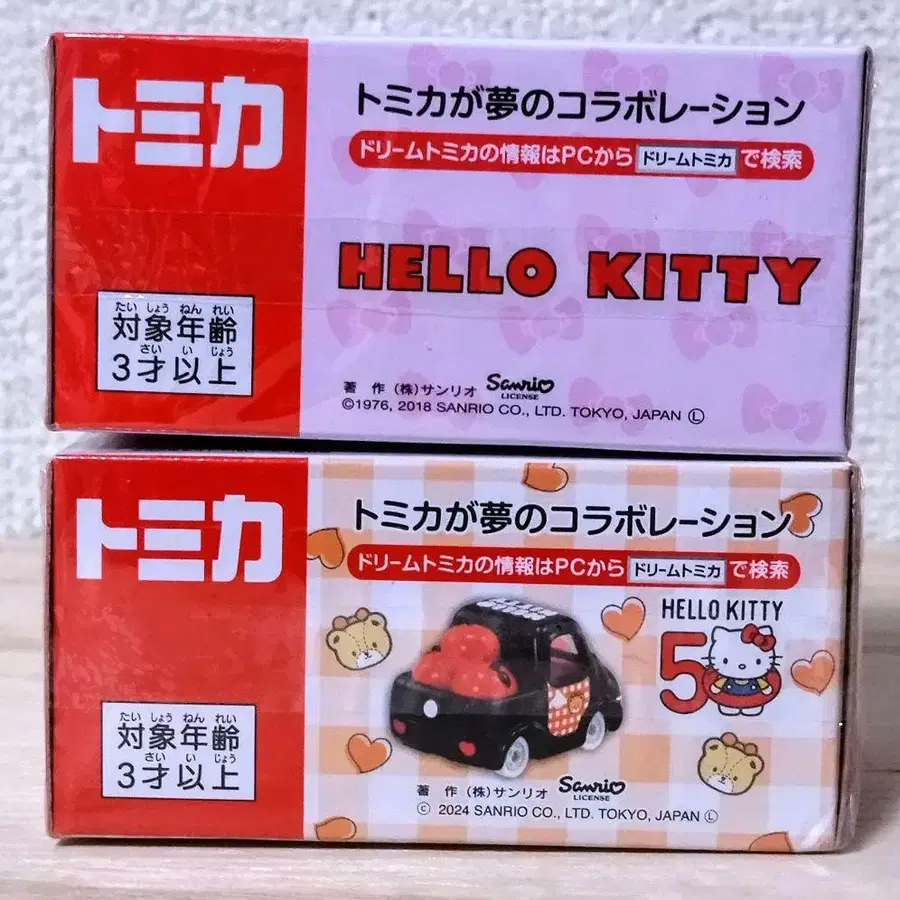 トミカ
トミカが夢のコラボレーション
ドリームトミカの情報はPCから ドリームトミカ で検索
HELLO KITTY
たい しょう ねん れい
対象年齢
さい い じょう
3才以上
著 作 (株)サンリオ Sanrio
LICENSE
©1976, 2018 SANRIO CO., LTD. TOKYO, JAPAN Ⓛ
トミカ
トミカが夢のコラボレーション
ドリームトミカの情報はPCから ドリームトミカ で検索
HELLO KITTY
50
たい しょう ねん れい
対象年齢
さい い じょう
3才以上
著 作 (株)サンリオ Sanrio
LICENSE
© 2024 SANRIO CO., LTD. TOKYO, JAPAN Ⓛ